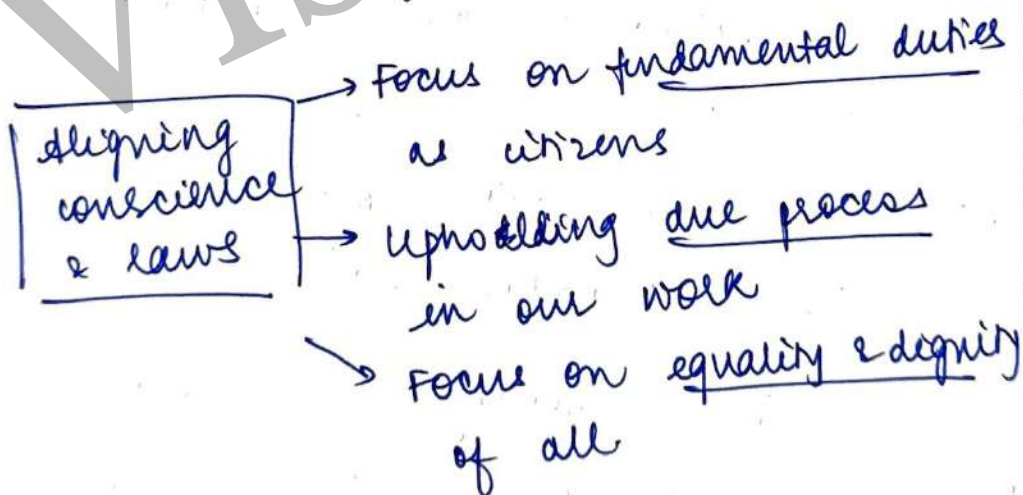 Aligning
conscience
& laws
→ Focus on fundamental duties
as citizens
→ Upholding due process
in our work
→ Focus on equality & dignity
of all